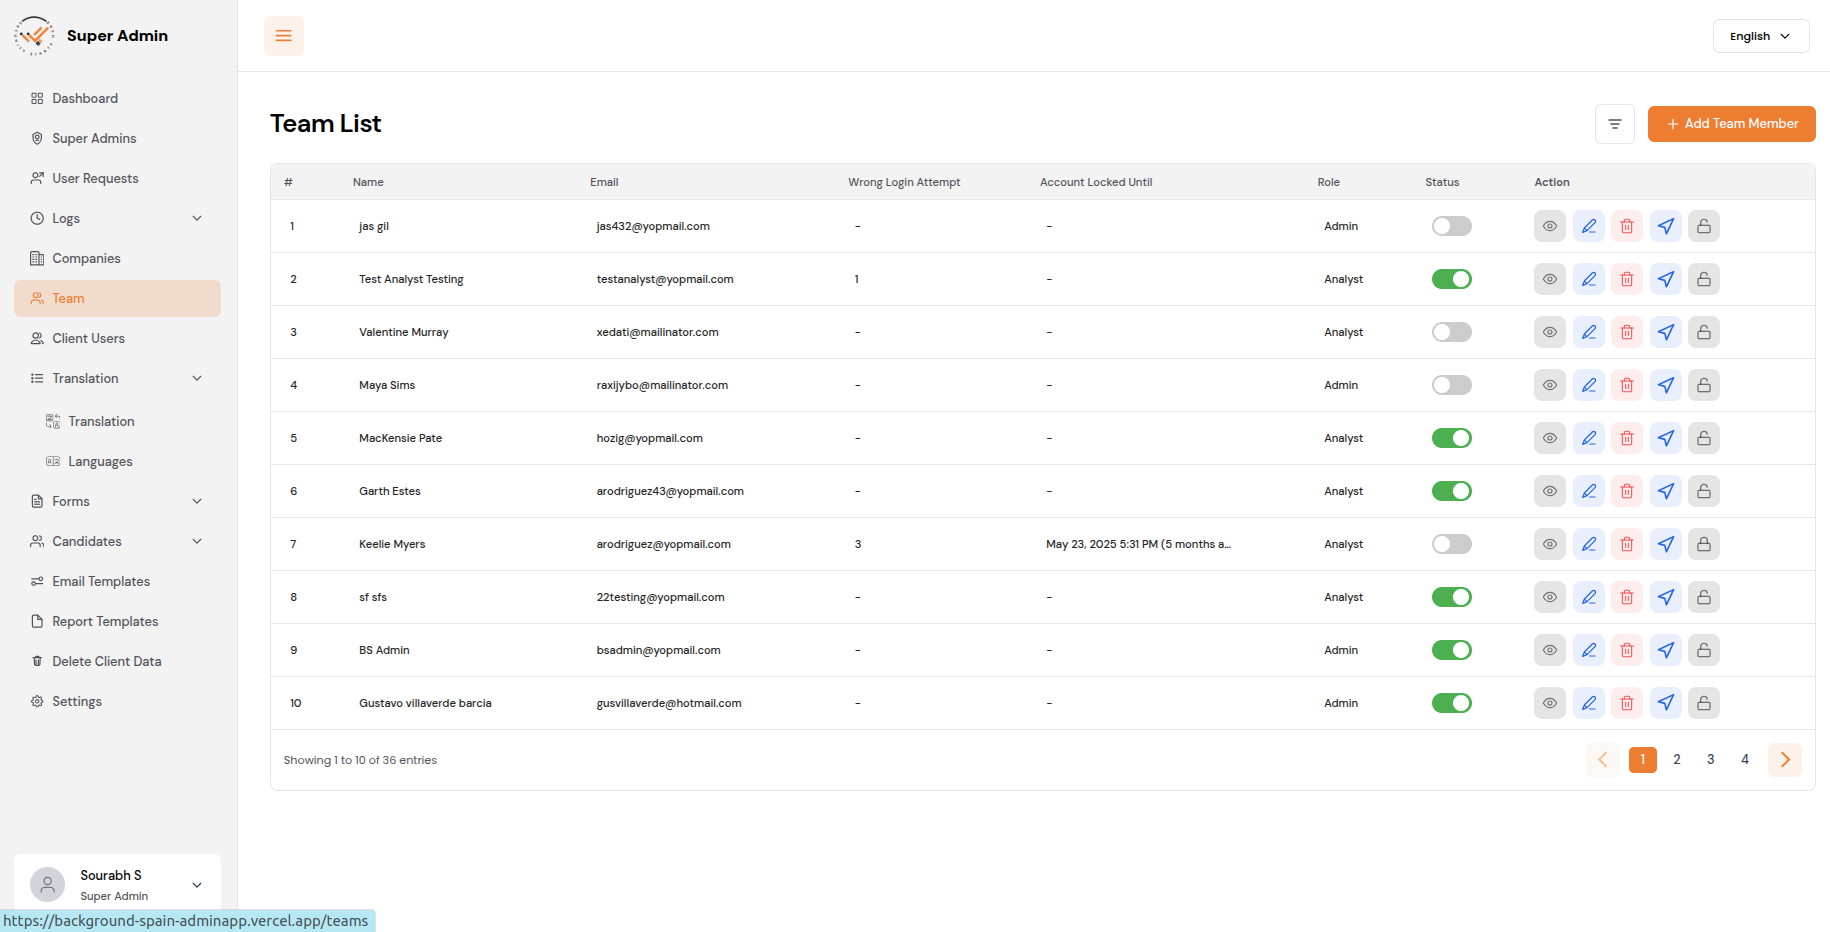 Super Admin
English
Dashboard
Super Admins
User Requests
Logs
Companies
Team
Client Users
Translation
Translation
Languages
Forms
Candidates
Email Templates
Report Templates
Delete Client Data
Settings
Sourabh S
Super Admin
https://background-spain-adminapp.vercel.app/teams
Team List
Add Team Member
# Name Email Wrong Login Attempt Account Locked Until Role Status Action
1 jas gil jas432@yopmail.com - - Admin
2 Test Analyst Testing testanalyst@yopmail.com 1 - Analyst
3 Valentine Murray xedati@mailinator.com - - Analyst
4 Maya Sims raxijybo@mailinator.com - - Admin
5 MacKensie Pate hozig@yopmail.com - - Analyst
6 Garth Estes arodriguez43@yopmail.com - - Analyst
7 Keelie Myers arodriguez@yopmail.com 3 May 23, 2025 5:31 PM (5 months a... Analyst
8 sf sfs 22testing@yopmail.com - - Analyst
9 BS Admin bsadmin@yopmail.com - - Admin
10 Gustavo villaverde barcia gusvillaverde@hotmail.com - - Admin
Showing 1 to 10 of 36 entries
1 2 3 4